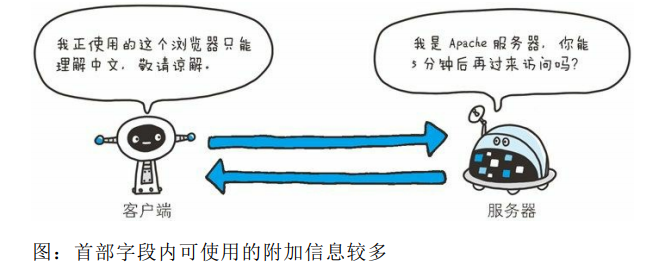 我正使用的这个浏览器只能
理解中文，敬请谅解。
我是 Apache 服务器，你能
5 分钟后再过来访问吗？
客户端
服务器
图：首部字段内可使用的附加信息较多